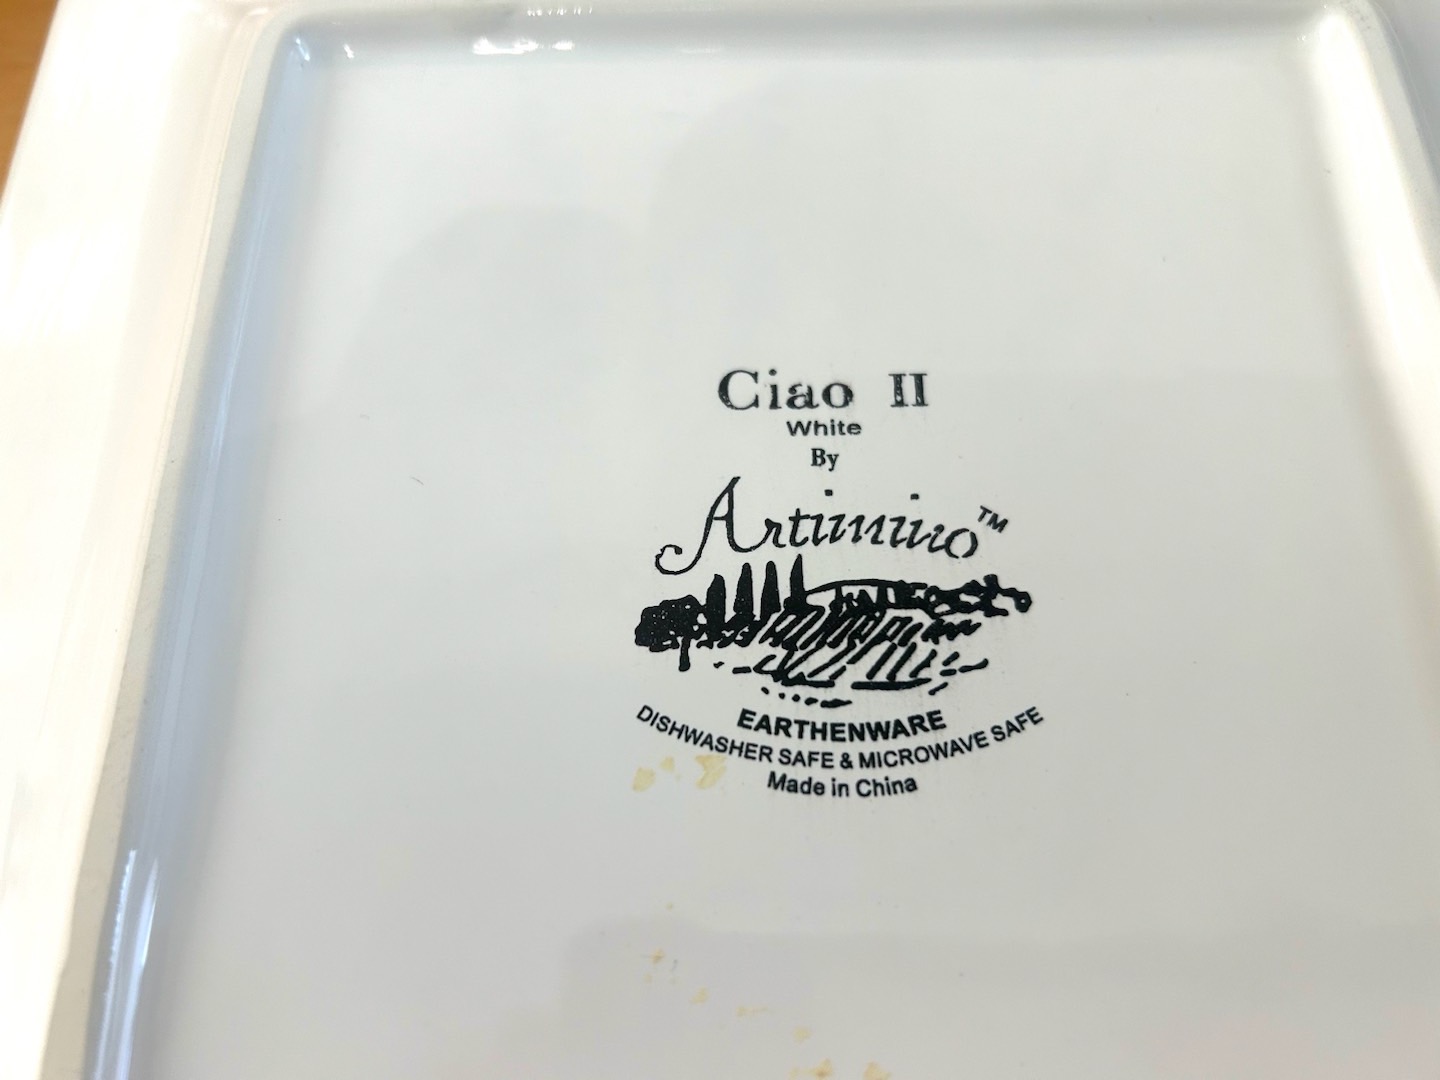 Ciao II
White
By
Artimino™
EARTHENWARE
DISHWASHER SAFE & MICROWAVE SAFE
Made in China